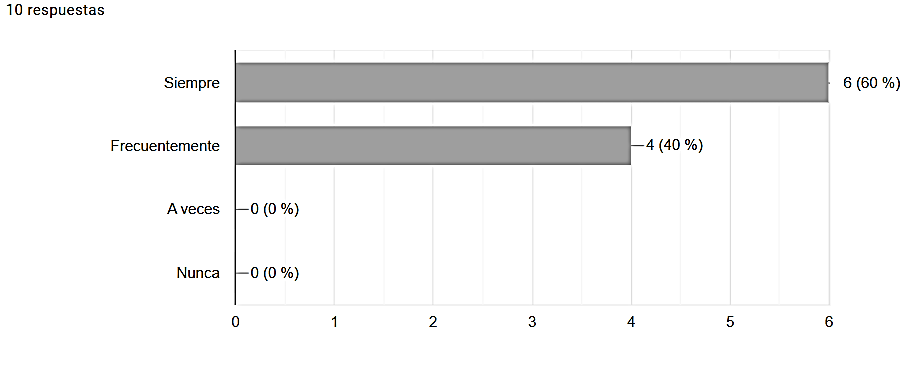 10 respuestas
Siempre
6 (60 %)
Frecuentemente
4 (40 %)
A veces
0 (0 %)
Nunca
0 (0 %)
0 1 2 3 4 5 6